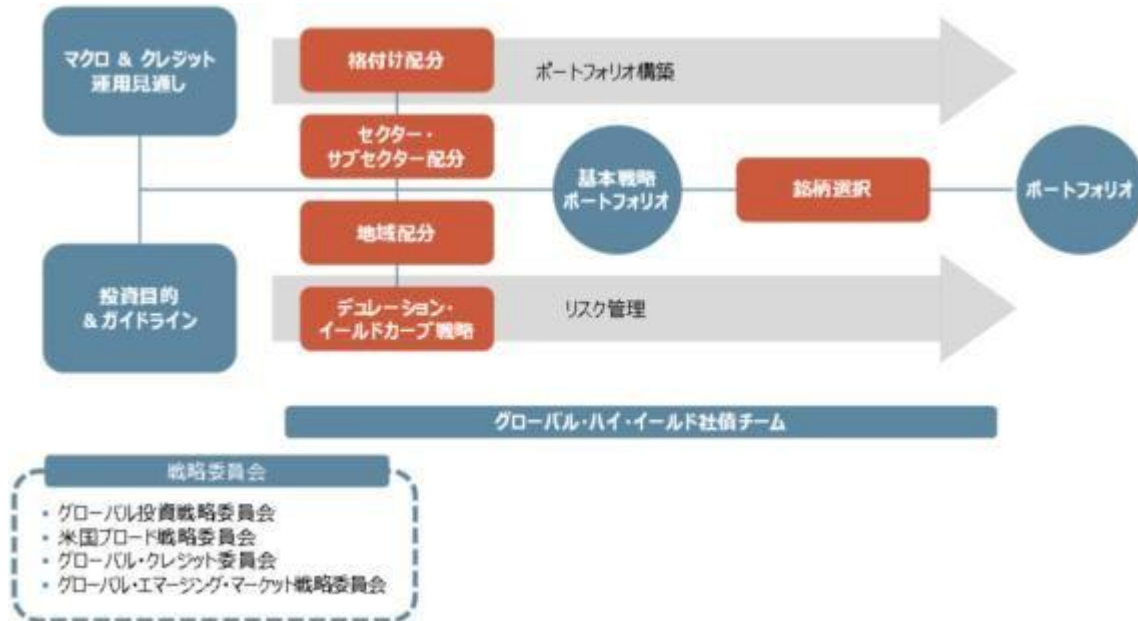 マクロ & クレジット
運用見通し
格付け配分
ポートフォリオ構築
セクター・
サブセクター配分
基本戦略
ポートフォリオ
銘柄選択
ポートフォリオ
地域配分
投資目的
&ガイドライン
デュレーション・
イールドカーブ戦略
リスク管理
グローバル・ハイ・イールド社債チーム
戦略委員会
• グローバル投資戦略委員会
• 米国ブロード戦略委員会
• グローバル・クレジット委員会
• グローバル・エマージング・マーケット戦略委員会